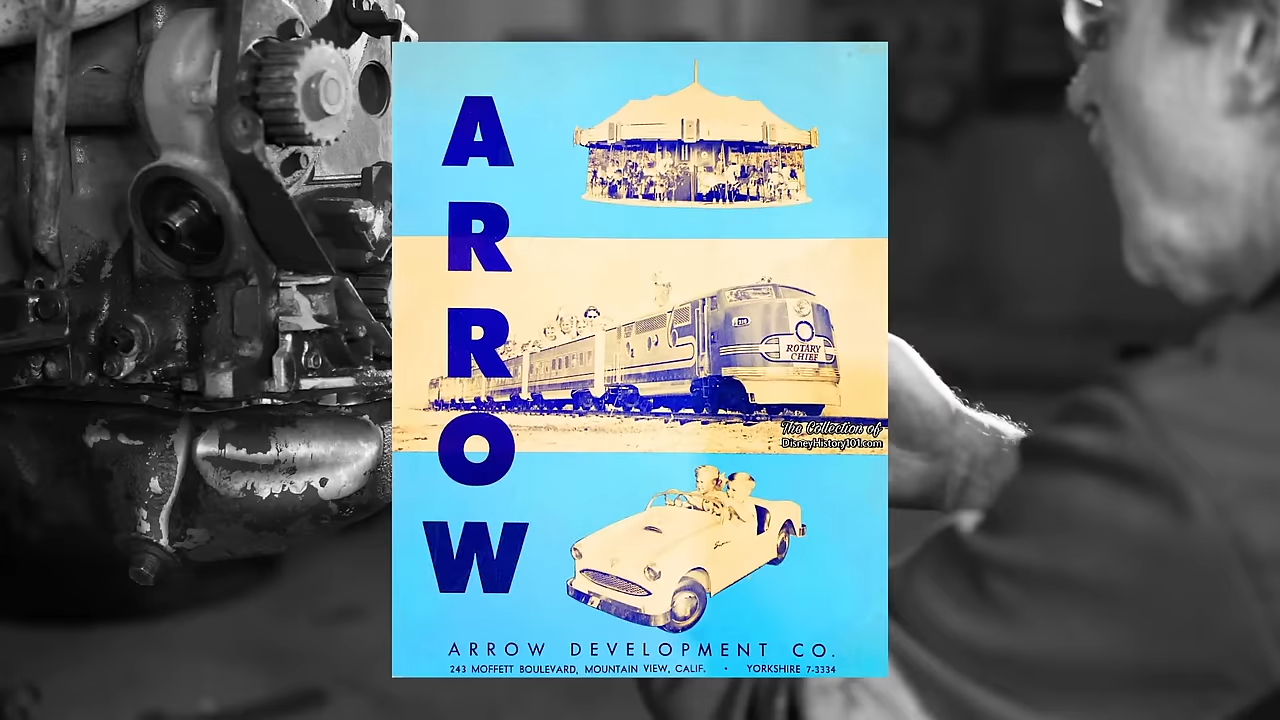 ARROW
ROTARY
CHIEF
The Collection of
DisneyHistory101.com
ARROW DEVELOPMENT CO.
243 MOFFETT BOULEVARD, MOUNTAIN VIEW, CALIF. • YORKSHIRE 7-3334